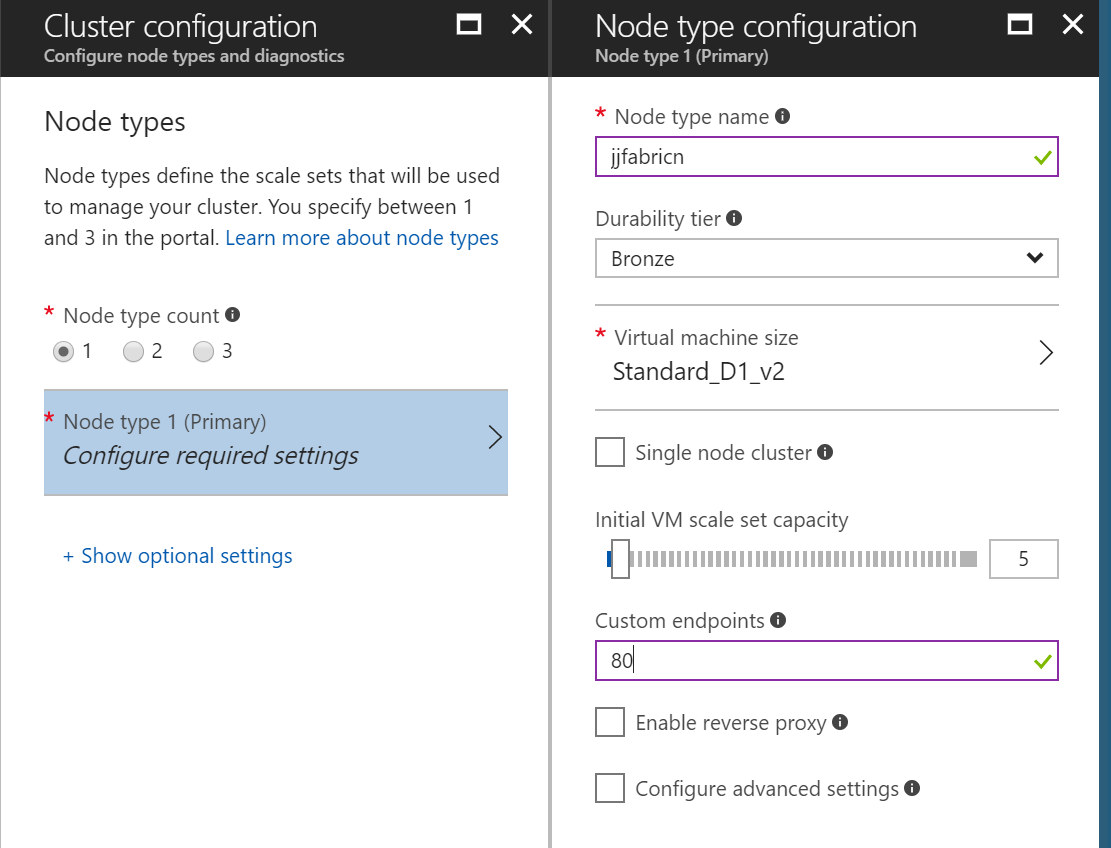 Cluster configuration
Configure node types and diagnostics
Node types
Node types define the scale sets that will be used
to manage your cluster. You specify between 1
and 3 in the portal. Learn more about node types
* Node type count
1 2 3
* Node type 1 (Primary)
Configure required settings
+ Show optional settings
Node type configuration
Node type 1 (Primary)
* Node type name
jjfabricn
Durability tier
Bronze
* Virtual machine size
Standard_D1_v2
Single node cluster
Initial VM scale set capacity
5
Custom endpoints
80
Enable reverse proxy
Configure advanced settings